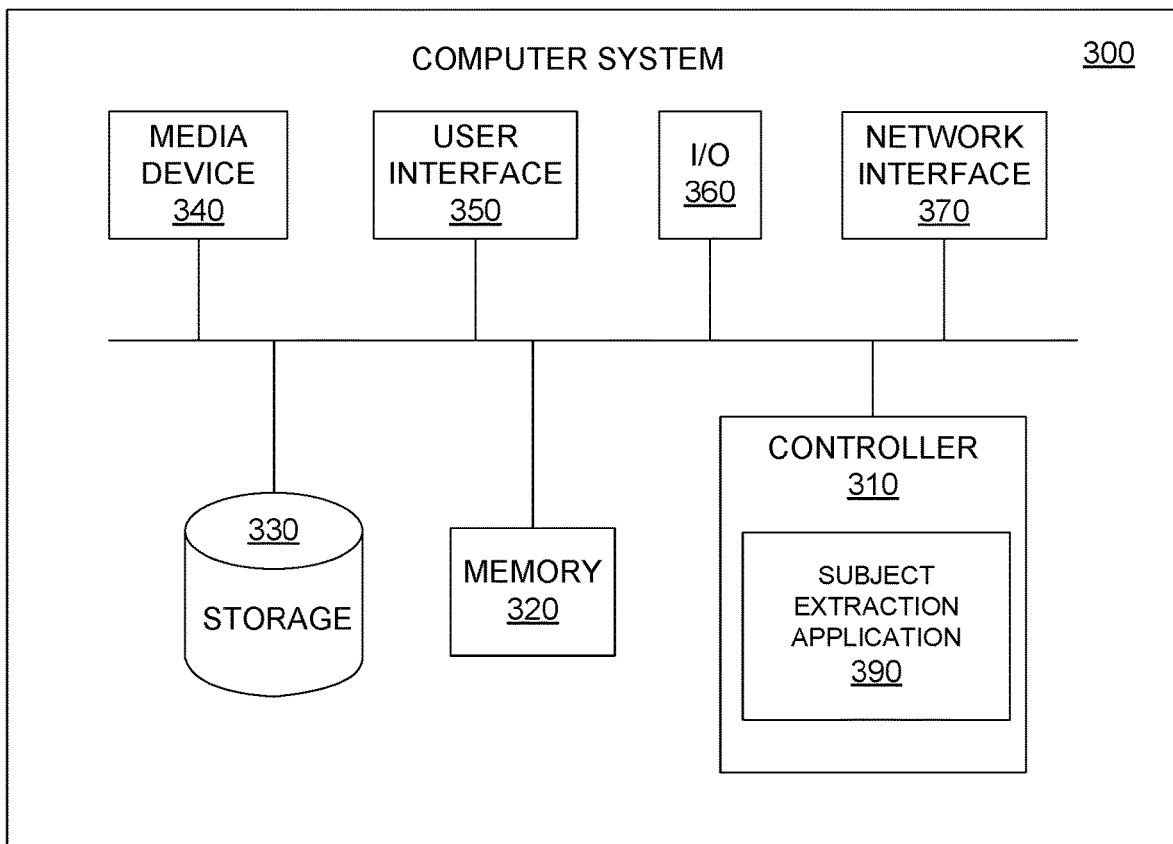 COMPUTER SYSTEM
300
MEDIA
DEVICE
340
USER
INTERFACE
350
I/O
360
NETWORK
INTERFACE
370
330
STORAGE
MEMORY
320
CONTROLLER
310
SUBJECT
EXTRACTION
APPLICATION
390